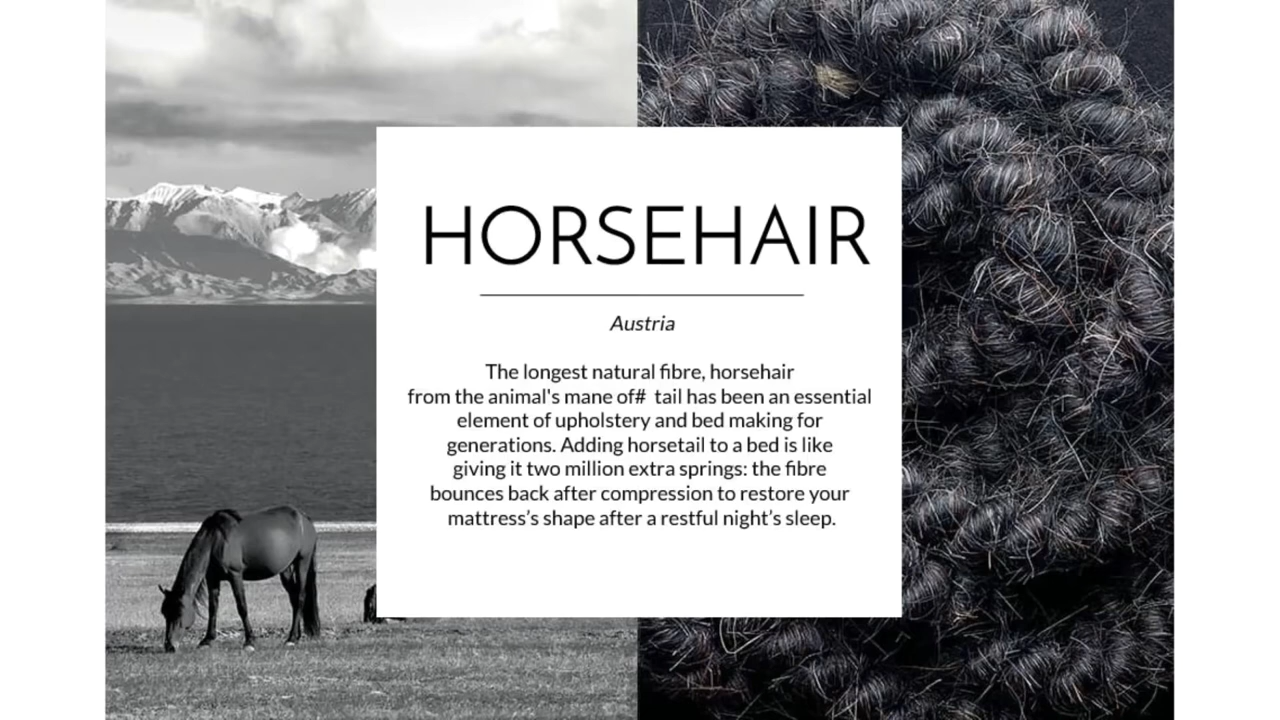 HORSEHAIR
Austria
The longest natural fibre, horsehair
from the animal's mane of#  tail has been an essential
element of upholstery and bed making for
generations. Adding horsetail to a bed is like
giving it two million extra springs: the fibre
bounces back after compression to restore your
mattress’s shape after a restful night’s sleep.